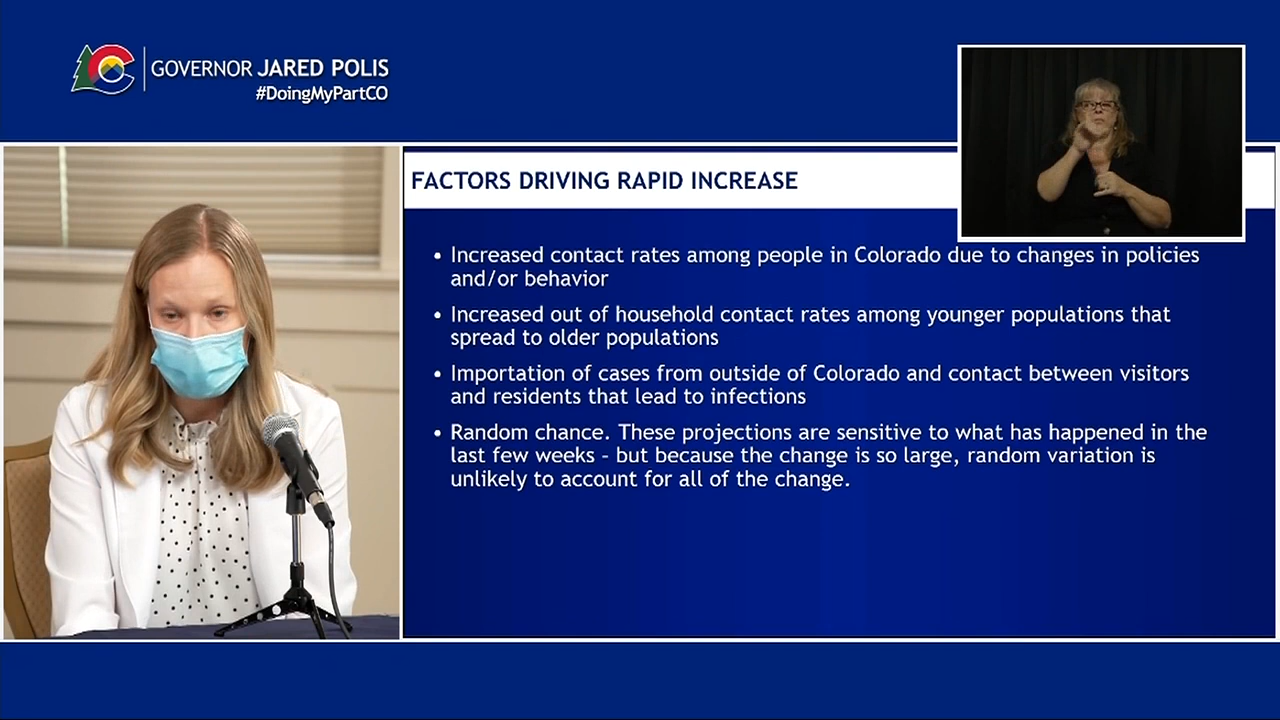 GOVERNOR JARED POLIS
#DoingMyPartCO
FACTORS DRIVING RAPID INCREASE
• Increased contact rates among people in Colorado due to changes in policies
and/or behavior
• Increased out of household contact rates among younger populations that
spread to older populations
• Importation of cases from outside of Colorado and contact between visitors
and residents that lead to infections
• Random chance. These projections are sensitive to what has happened in the
last few weeks – but because the change is so large, random variation is
unlikely to account for all of the change.